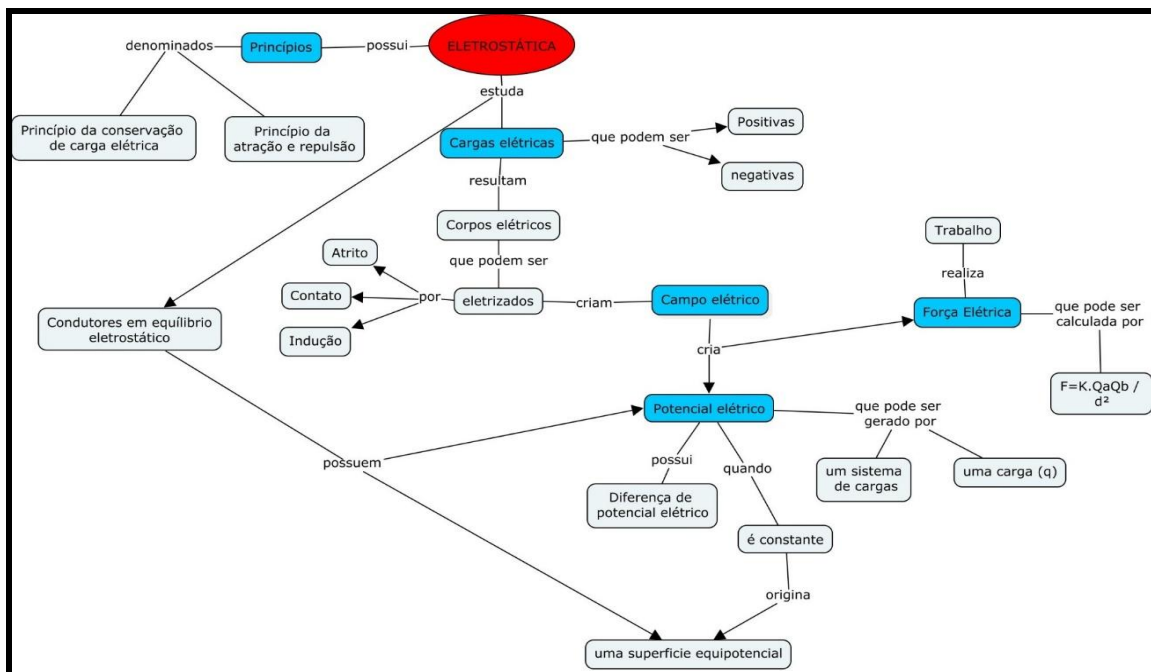 ELETROSTÁTICA
possui
Princípios
denominados
Princípio da conservação
de carga elétrica
Princípio da
atração e repulsão
estuda
Cargas elétricas
que podem ser
Positivas
negativas
resultam
Corpos elétricos
que podem ser
eletrizados
por
Atrito
Contato
Indução
criam
Campo elétrico
cria
Força Elétrica
realiza
Trabalho
que pode ser
calculada por
F=K.QaQb /
d²
Condutores em equílibrio
eletrostático
possuem
Potencial elétrico
que pode ser
gerado por
um sistema
de cargas
uma carga (q)
possui
Diferença de
potencial elétrico
quando
é constante
origina
uma superficie equipotencial